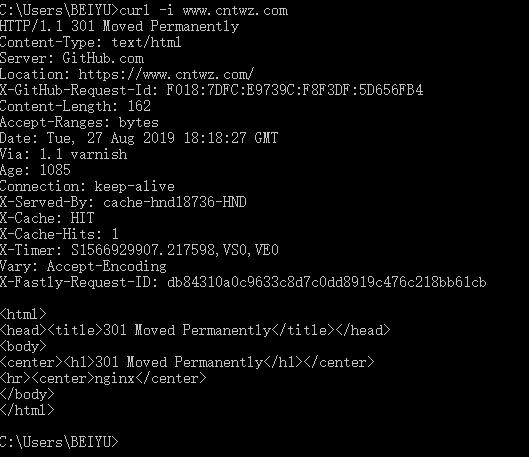 C:\Users\BEIYU>curl -i www.cntwz.com
HTTP/1.1 301 Moved Permanently
Content-Type: text/html
Server: GitHub.com
Location: https://www.cntwz.com/
X-GitHub-Request-Id: F018:7DFC:E9739C:F8F3DF:5D656FB4
Content-Length: 162
Accept-Ranges: bytes
Date: Tue, 27 Aug 2019 18:18:27 GMT
Via: 1.1 varnish
Age: 1085
Connection: keep-alive
X-Served-By: cache-hnd18736-HND
X-Cache: HIT
X-Cache-Hits: 1
X-Timer: S1566929907.217598,VS0,VE0
Vary: Accept-Encoding
X-Fastly-Request-ID: db84310a0c9633c8d7c0dd8919c476c218bb61cb
<html>
<head><title>301 Moved Permanently</title></head>
<body>
<center><h1>301 Moved Permanently</h1></center>
<hr><center>nginx</center>
</body>
</html>
C:\Users\BEIYU>